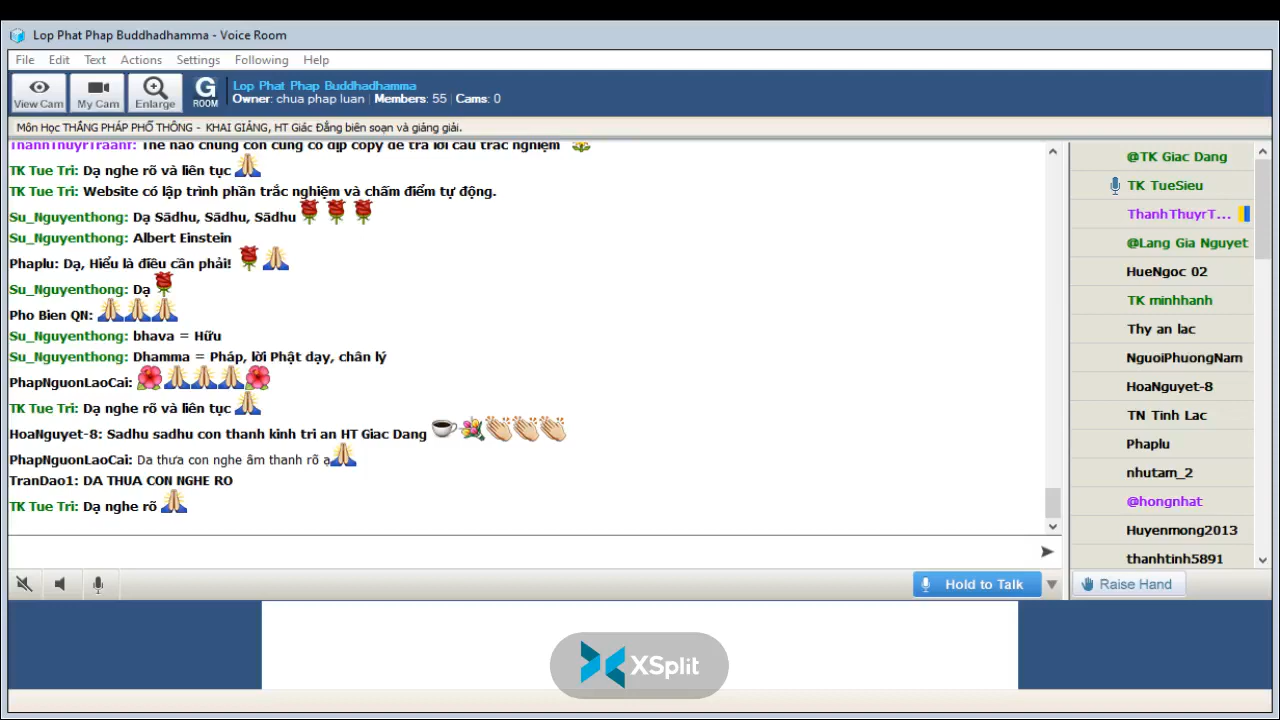 Lop Phat Phap Buddhadhamma - Voice Room
File Edit Text Actions Settings Following Help
View Cam My Cam Enlarge G ROOM
Lop Phat Phap Buddhadhamma
Owner: chua phap luan | Members: 55 | Cams: 0
Môn Học THẮNG PHÁP PHỔ THÔNG - KHAI GIẢNG, HT Giác Đẳng biên soạn và giảng giải.
ThanhThuyrTraanf: Thế nào chúng con cũng có dịp copy để trả lời câu trắc nghiệm
TK Tue Tri: Dạ nghe rõ và liên tục
TK Tue Tri: Website có lập trình phần trắc nghiệm và chấm điểm tự động.
Su_Nguyenthong: Dạ Sādhu, Sādhu, Sādhu
Su_Nguyenthong: Albert Einstein
Phaplu: Dạ, Hiểu là điều cần phải!
Su_Nguyenthong: Dạ
Pho Bien QN:
Su_Nguyenthong: bhava = Hữu
Su_Nguyenthong: Dhamma = Pháp, lời Phật dạy, chân lý
PhapNguonLaoCai:
TK Tue Tri: Dạ nghe rõ và liên tục
HoaNguyet-8: Sadhu sadhu con thanh kinh tri an HT Giac Dang
PhapNguonLaoCai: Da thưa con nghe âm thanh rõ ạ
TranDao1: DA THUA CON NGHE RO
TK Tue Tri: Dạ nghe rõ
@TK Giac Dang
TK TueSieu
ThanhThuyrT...
@Lang Gia Nguyet
HueNgoc 02
TK minhhanh
Thy an lac
NguoiPhuongNam
HoaNguyet-8
TN Tinh Lac
Phaplu
nhutam_2
@hongnhat
Huyenmong2013
thanhtinh5891
Hold to Talk
Raise Hand
XSplit